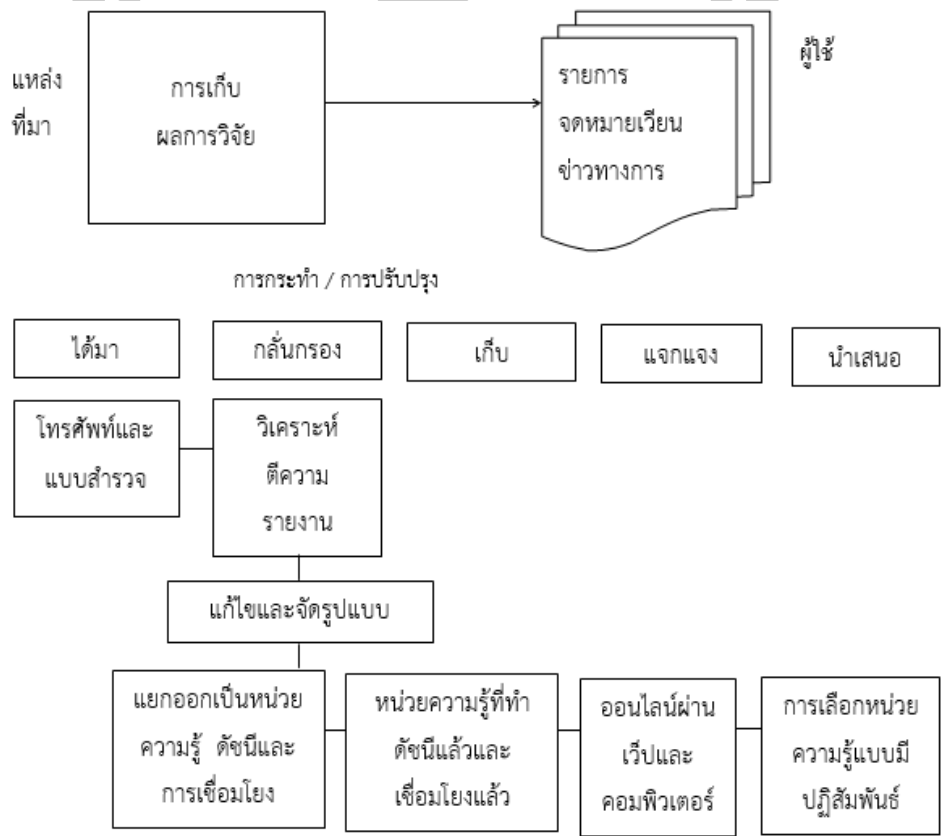 แหล่ง
ที่มา
การเก็บ
ผลการวิจัย
รายการ
จดหมายเวียน
ข่าวทางการ
ผู้ใช้
การกระทำ / การปรับปรุง
ได้มา
กลั่นกรอง
เก็บ
แจกแจง
นำเสนอ
โทรศัพท์และ
แบบสำรวจ
วิเคราะห์
ตีความ
รายงาน
แก้ไขและจัดรูปแบบ
แยกออกเป็นหน่วย
ความรู้ ดัชนีและ
การเชื่อมโยง
หน่วยความรู้ที่ทำ
ดัชนีแล้วและ
เชื่อมโยงแล้ว
ออนไลน์ผ่าน
เว็ปและ
คอมพิวเตอร์
การเลือกหน่วย
ความรู้แบบมี
ปฏิสัมพันธ์